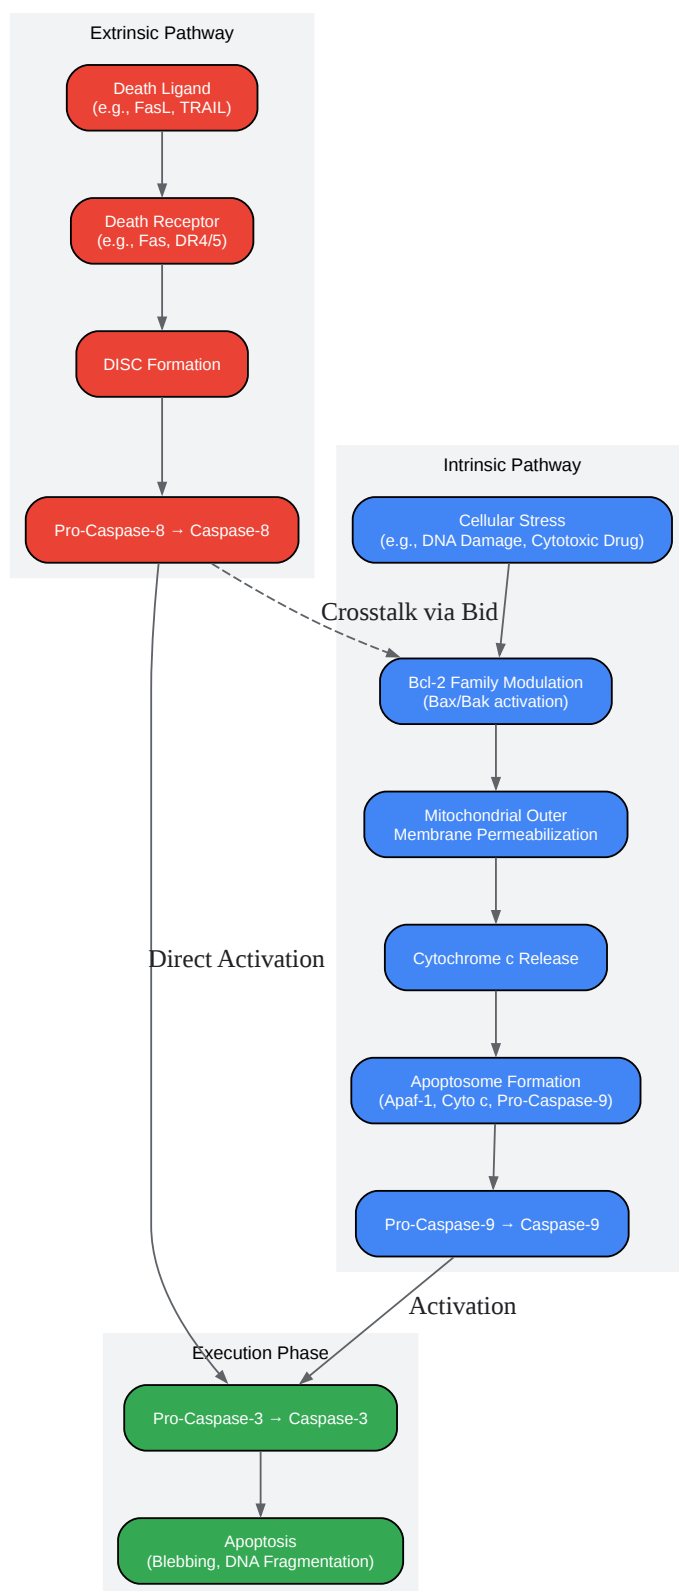 Extrinsic Pathway
Death Ligand
(e.g., FasL, TRAIL)
Death Receptor
(e.g., Fas, DR4/5)
DISC Formation
Pro-Caspase-8 → Caspase-8
Intrinsic Pathway
Cellular Stress
(e.g., DNA Damage, Cytotoxic Drug)
Crosstalk via Bid
Bcl-2 Family Modulation
(Bax/Bak activation)
Mitochondrial Outer
Membrane Permeabilization
Cytochrome c Release
Direct Activation
Apoptosome Formation
(Apaf-1, Cyto c, Pro-Caspase-9)
Pro-Caspase-9 → Caspase-9
Activation
Execution Phase
Pro-Caspase-3 → Caspase-3
Apoptosis
(Blebbing, DNA Fragmentation)